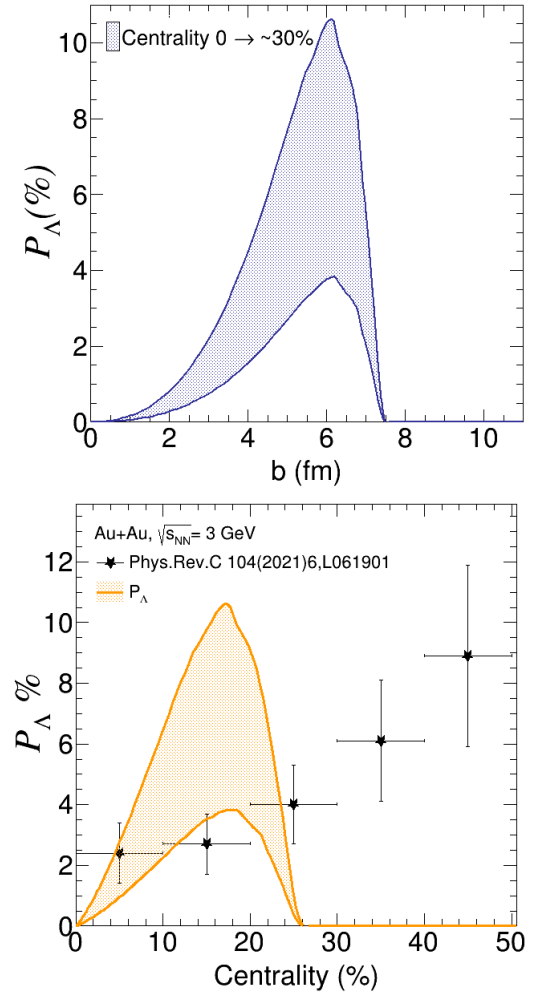 Centrality 0 → ~30%
10
8
6
4
2
0
P_Λ(%)
0 2 4 6 8 10
b (fm)
Au+Au, √s_NN = 3 GeV
Phys.Rev.C 104(2021)6,L061901
P_Λ
12
10
8
6
4
2
0
P_Λ %
0 10 20 30 40 50
Centrality (%)